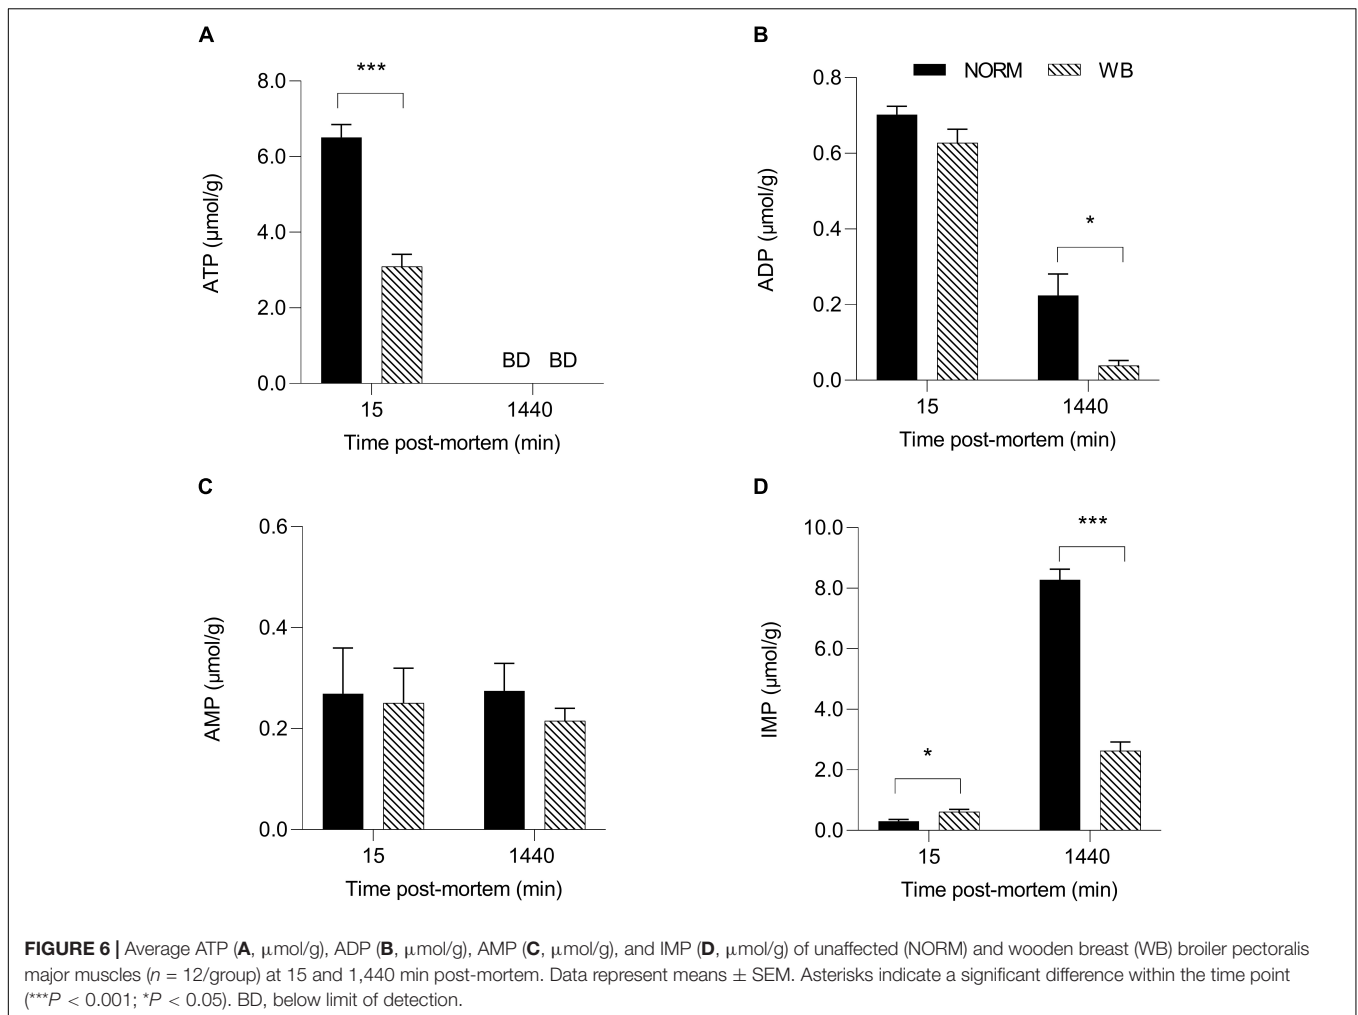 A
***
8.0
6.0
4.0
2.0
0.0
ATP (µmol/g)
BD BD
15 1440
Time post-mortem (min)
B
NORM WB
0.8
0.6
0.4
0.2
0.0
ADP (µmol/g)
*
15 1440
Time post-mortem (min)
C
0.6
0.4
0.2
0.0
AMP (µmol/g)
15 1440
Time post-mortem (min)
D
10.0
8.0
6.0
4.0
2.0
0.0
IMP (µmol/g)
*
***
15 1440
Time post-mortem (min)
FIGURE 6 | Average ATP (A, μmol/g), ADP (B, μmol/g), AMP (C, μmol/g), and IMP (D, μmol/g) of unaffected (NORM) and wooden breast (WB) broiler pectoralis
major muscles (n = 12/group) at 15 and 1,440 min post-mortem. Data represent means ± SEM. Asterisks indicate a significant difference within the time point
(***P < 0.001; *P < 0.05). BD, below limit of detection.